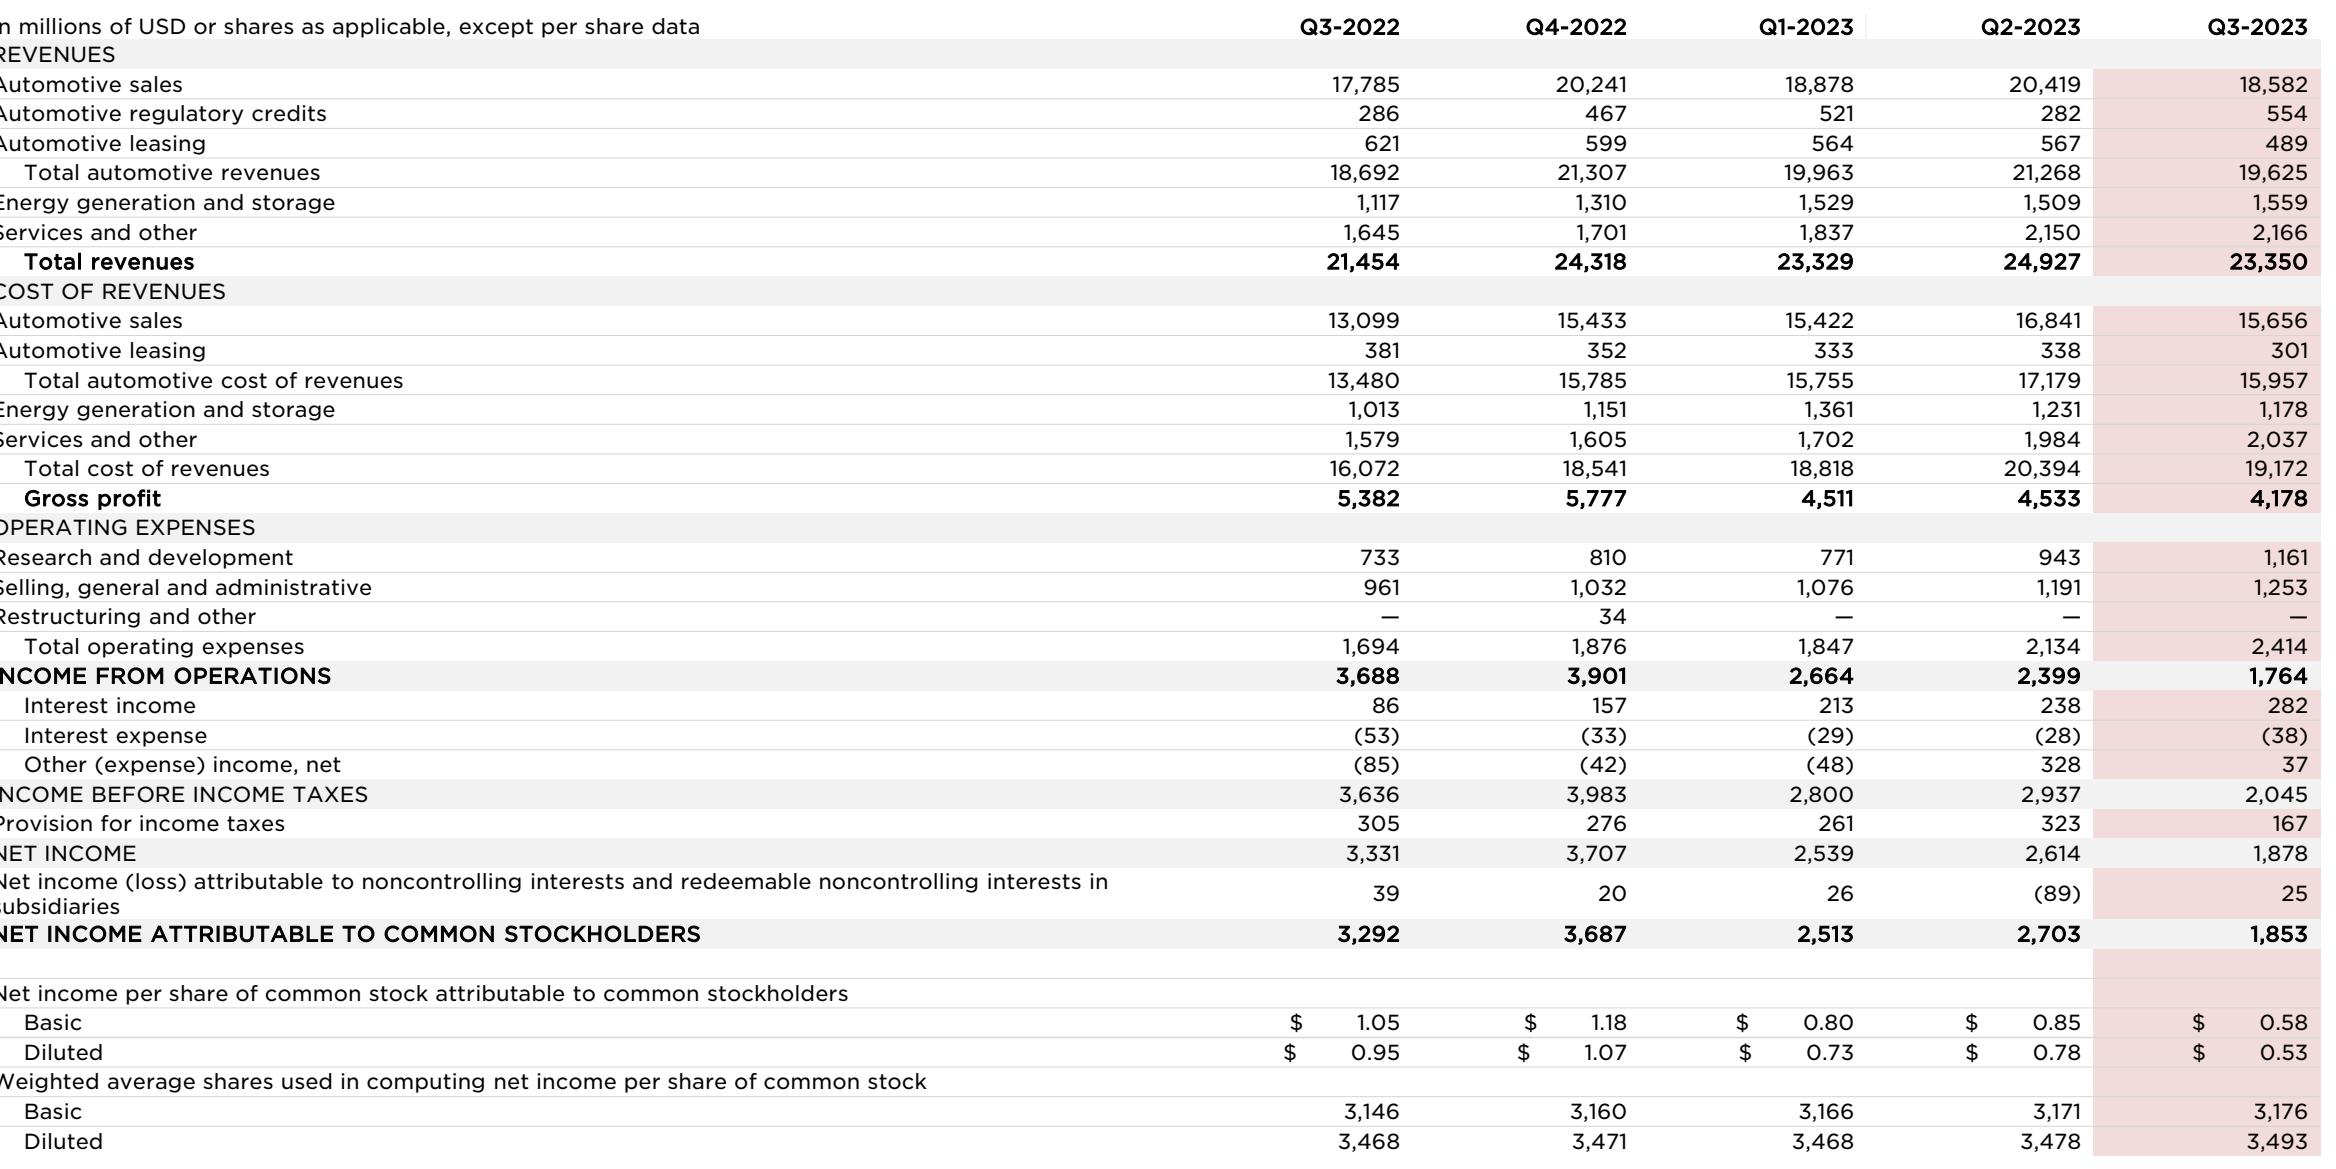 n millions of USD or shares as applicable, except per share data Q3-2022 Q4-2022 Q1-2023 Q2-2023 Q3-2023
REVENUES
Automotive sales 17,785 20,241 18,878 20,419 18,582
Automotive regulatory credits 286 467 521 282 554
Automotive leasing 621 599 564 567 489
Total automotive revenues 18,692 21,307 19,963 21,268 19,625
Energy generation and storage 1,117 1,310 1,529 1,509 1,559
Services and other 1,645 1,701 1,837 2,150 2,166
Total revenues 21,454 24,318 23,329 24,927 23,350
COST OF REVENUES
Automotive sales 13,099 15,433 15,422 16,841 15,656
Automotive leasing 381 352 333 338 301
Total automotive cost of revenues 13,480 15,785 15,755 17,179 15,957
Energy generation and storage 1,013 1,151 1,361 1,231 1,178
Services and other 1,579 1,605 1,702 1,984 2,037
Total cost of revenues 16,072 18,541 18,818 20,394 19,172
Gross profit 5,382 5,777 4,511 4,533 4,178
OPERATING EXPENSES
Research and development 733 810 771 943 1,161
Selling, general and administrative 961 1,032 1,076 1,191 1,253
Restructuring and other — 34 — — —
Total operating expenses 1,694 1,876 1,847 2,134 2,414
INCOME FROM OPERATIONS 3,688 3,901 2,664 2,399 1,764
Interest income 86 157 213 238 282
Interest expense (53) (33) (29) (28) (38)
Other (expense) income, net (85) (42) (48) 328 37
INCOME BEFORE INCOME TAXES 3,636 3,983 2,800 2,937 2,045
Provision for income taxes 305 276 261 323 167
NET INCOME 3,331 3,707 2,539 2,614 1,878
Net income (loss) attributable to noncontrolling interests and redeemable noncontrolling interests in
subsidiaries 39 20 26 (89) 25
NET INCOME ATTRIBUTABLE TO COMMON STOCKHOLDERS 3,292 3,687 2,513 2,703 1,853
Net income per share of common stock attributable to common stockholders
Basic $ 1.05 $ 1.18 $ 0.80 $ 0.85 $ 0.58
Diluted $ 0.95 $ 1.07 $ 0.73 $ 0.78 $ 0.53
Weighted average shares used in computing net income per share of common stock
Basic 3,146 3,160 3,166 3,171 3,176
Diluted 3,468 3,471 3,468 3,478 3,493